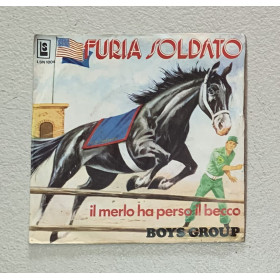 FURIA SOLDATO
il merlo ha perso il becco
BOYS GROUP